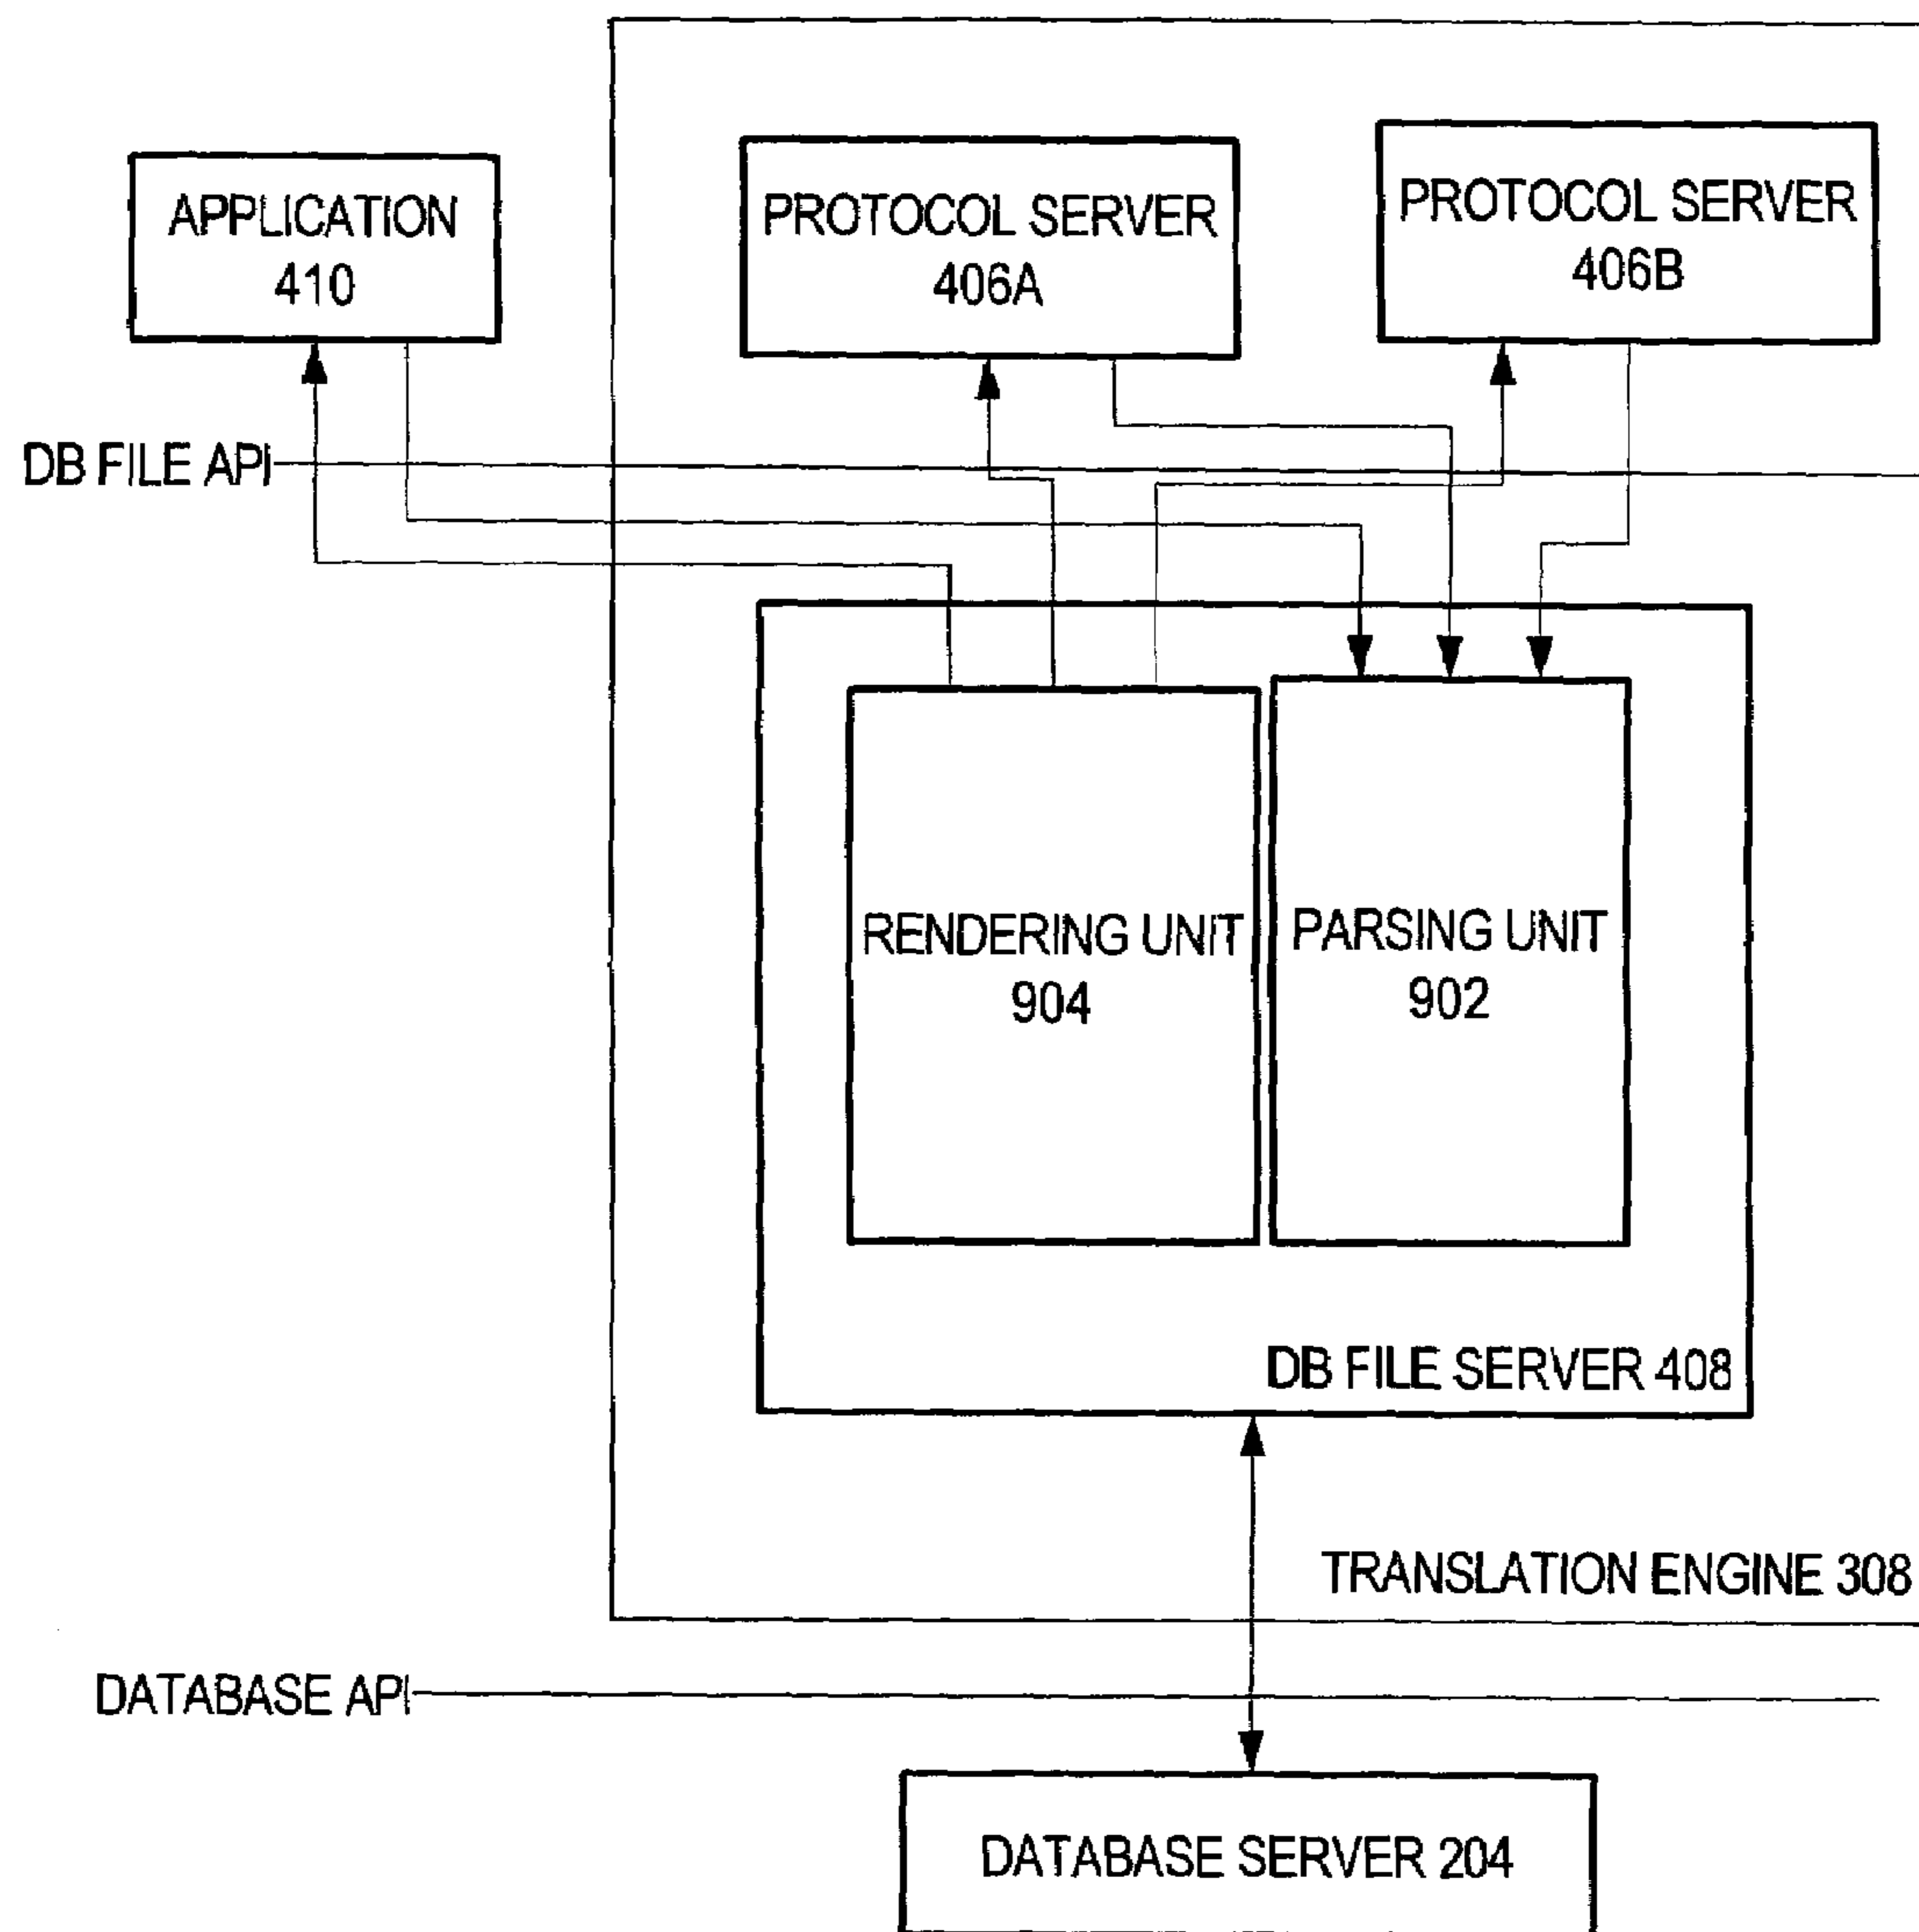 APPLICATION
410
PROTOCOL SERVER
406A
PROTOCOL SERVER
406B
DB FILE API
RENDERING UNIT
904
PARSING UNIT
902
DB FILE SERVER 408
TRANSLATION ENGINE 308
DATABASE API
DATABASE SERVER 204